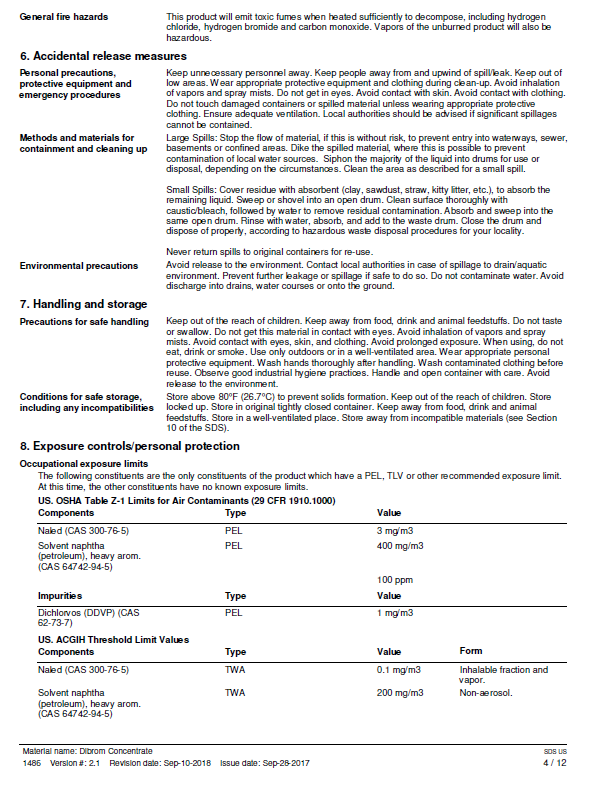 General fire hazards
This product will emit toxic fumes when heated sufficiently to decompose, including hydrogen
chloride, hydrogen bromide and carbon monoxide. Vapors of the unburned product will also be
hazardous.
6. Accidental release measures
Personal precautions,
protective equipment and
emergency procedures
Keep unnecessary personnel away. Keep people away from and upwind of spill/leak. Keep out of
low areas. Wear appropriate protective equipment and clothing during clean-up. Avoid inhalation
of vapors and spray mists. Do not get in eyes. Avoid contact with skin. Avoid contact with clothing.
Do not touch damaged containers or spilled material unless wearing appropriate protective
clothing. Ensure adequate ventilation. Local authorities should be advised if significant spillages
cannot be contained.
Methods and materials for
containment and cleaning up
Large Spills: Stop the flow of material, if this is without risk, to prevent entry into waterways, sewer,
basements or confined areas. Dike the spilled material, where this is possible to prevent
contamination of local water sources. Siphon the majority of the liquid into drums for use or
disposal, depending on the circumstances. Clean the area as described for a small spill.
Small Spills: Cover residue with absorbent (clay, sawdust, straw, kitty litter, etc.), to absorb the
remaining liquid. Sweep or shovel into an open drum. Clean surface thoroughly with
caustic/bleach, followed by water to remove residual contamination. Absorb and sweep into the
same open drum. Rinse with water, absorb, and add to the waste drum. Close the drum and
dispose of properly, according to hazardous waste disposal procedures for your locality.
Never return spills to original containers for re-use.
Environmental precautions
Avoid release to the environment. Contact local authorities in case of spillage to drain/aquatic
environment. Prevent further leakage or spillage if safe to do so. Do not contaminate water. Avoid
discharge into drains, water courses or onto the ground.
7. Handling and storage
Precautions for safe handling
Keep out of the reach of children. Keep away from food, drink and animal feedstuffs. Do not taste
or swallow. Do not get this material in contact with eyes. Avoid inhalation of vapors and spray
mists. Avoid contact with eyes, skin, and clothing. Avoid prolonged exposure. When using, do not
eat, drink or smoke. Use only outdoors or in a well-ventilated area. Wear appropriate personal
protective equipment. Wash hands thoroughly after handling. Wash contaminated clothing before
reuse. Observe good industrial hygiene practices. Handle and open container with care. Avoid
release to the environment.
Conditions for safe storage,
including any incompatibilities
Store above 80°F (26.7°C) to prevent solids formation. Keep out of the reach of children. Store
locked up. Store in original tightly closed container. Keep away from food, drink and animal
feedstuffs. Store in a well-ventilated place. Store away from incompatible materials (see Section
10 of the SDS).
8. Exposure controls/personal protection
Occupational exposure limits
The following constituents are the only constituents of the product which have a PEL, TLV or other recommended exposure limit.
At this time, the other constituents have no known exposure limits.
US. OSHA Table Z-1 Limits for Air Contaminants (29 CFR 1910.1000)
Components Type Value
Naled (CAS 300-76-5) PEL 3 mg/m3
Solvent naphtha PEL 400 mg/m3
(petroleum), heavy arom.
(CAS 64742-94-5)
100 ppm
Impurities Type Value
Dichlorvos (DDVP) (CAS PEL 1 mg/m3
62-73-7)
US. ACGIH Threshold Limit Values
Components Type Value Form
Naled (CAS 300-76-5) TWA 0.1 mg/m3 Inhalable fraction and
vapor.
Solvent naphtha TWA 200 mg/m3 Non-aerosol.
(petroleum), heavy arom.
(CAS 64742-94-5)
Material name: Dibrom Concentrate SDS US
1486 Version #: 2.1 Revision date: Sep-10-2018 Issue date: Sep-28-2017 4 / 12